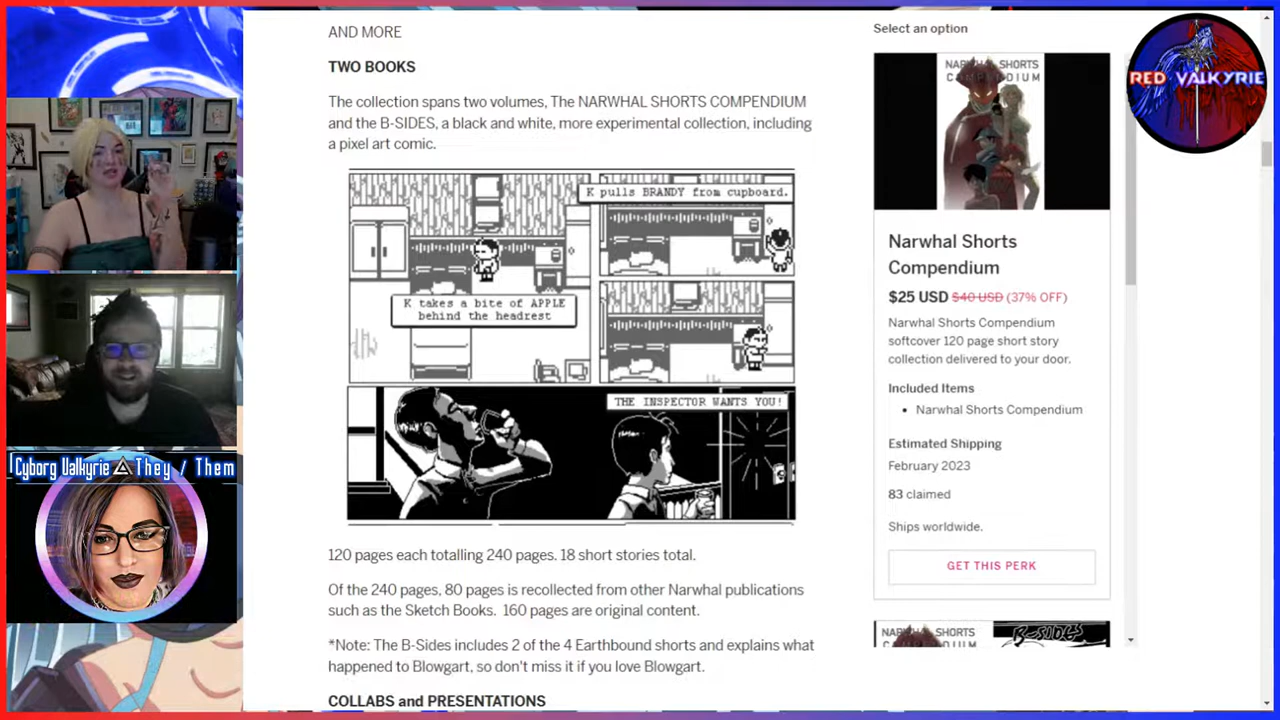 AND MORE
TWO BOOKS
The collection spans two volumes, The NARWHAL SHORTS COMPENDIUM
and the B-SIDES, a black and white, more experimental collection, including
a pixel art comic.
K pulls BRANDY from cupboard.
K takes a bite of APPLE
behind the headrest
THE INSPECTOR WANTS YOU!
120 pages each totalling 240 pages. 18 short stories total.
Of the 240 pages, 80 pages is recollected from other Narwhal publications
such as the Sketch Books.  160 pages are original content.
*Note: The B-Sides includes 2 of the 4 Earthbound shorts and explains what
happened to Blowgart, so don't miss it if you love Blowgart.
COLLABS and PRESENTATIONS
Select an option
NARWHAL SHORTS
COMPENDIUM
Narwhal Shorts
Compendium
$25 USD $40 USD (37% OFF)
Narwhal Shorts Compendium
softcover 120 page short story
collection delivered to your door.
Included Items
• Narwhal Shorts Compendium
Estimated Shipping
February 2023
83 claimed
Ships worldwide.
GET THIS PERK
NARWHAL SHORTS
B-SIDES
RED VALKYRIE
Cyborg Valkyrie They / Them